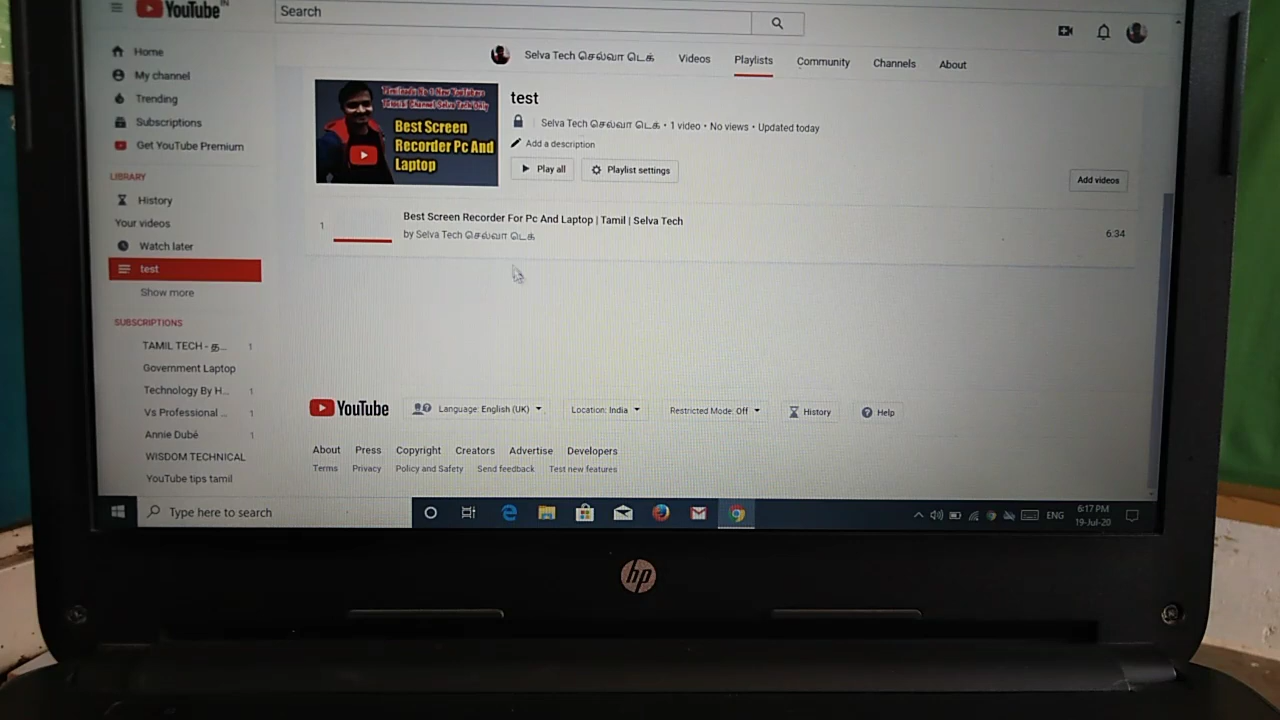 YouTube IN
Search
Home
My channel
Trending
Subscriptions
Get YouTube Premium
LIBRARY
History
Your videos
Watch later
test
Show more
SUBSCRIPTIONS
TAMIL TECH - த... 1
Government Laptop
Technology By H... 1
Vs Professional ... 1
Annie Dubé 1
WISDOM TECHNICAL
YouTube tips tamil
Selva Tech செல்வா டெக் Videos Playlists Community Channels About
Best Screen
Recorder Pc And
Laptop
test
Selva Tech செல்வா டெக் • 1 video • No views • Updated today
Add a description
Play all Playlist settings
Add videos
1 Best Screen Recorder For Pc And Laptop | Tamil | Selva Tech
by Selva Tech செல்வா டெக்
6:34
YouTube Language: English (UK) Location: India Restricted Mode: Off History Help
About Press Copyright Creators Advertise Developers
Terms Privacy Policy and Safety Send feedback Test new features
Type here to search
ENG
6:17 PM
19-Jul-20
hp